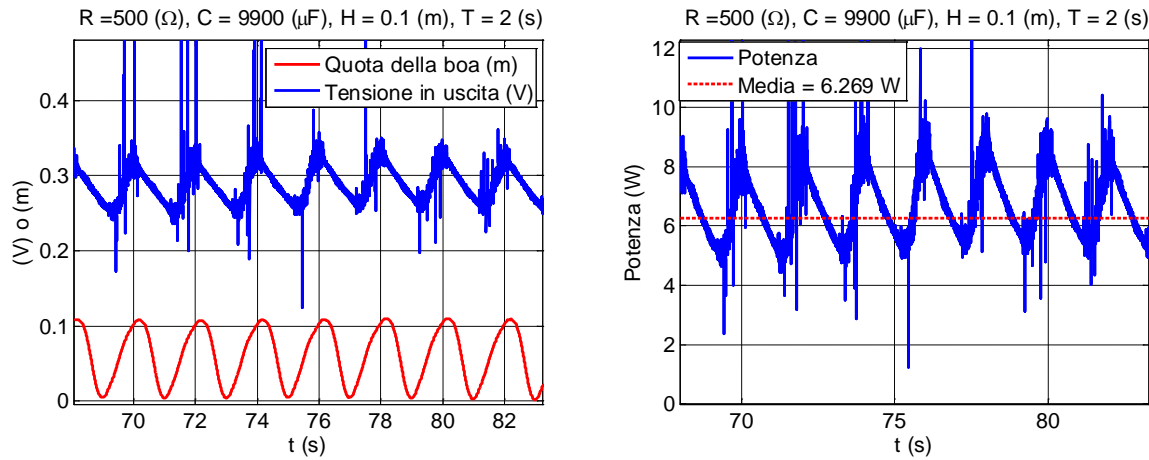 R =500 (Ω), C = 9900 (μF), H = 0.1 (m), T = 2 (s)
Quota della boa (m)
Tensione in uscita (V)
(V) o (m)
0.4
0.3
0.2
0.1
0
70 72 74 76 78 80 82
t (s)
R =500 (Ω), C = 9900 (μF), H = 0.1 (m), T = 2 (s)
Potenza
Media = 6.269 W
Potenza (W)
12
10
8
6
4
2
0
70 75 80
t (s)